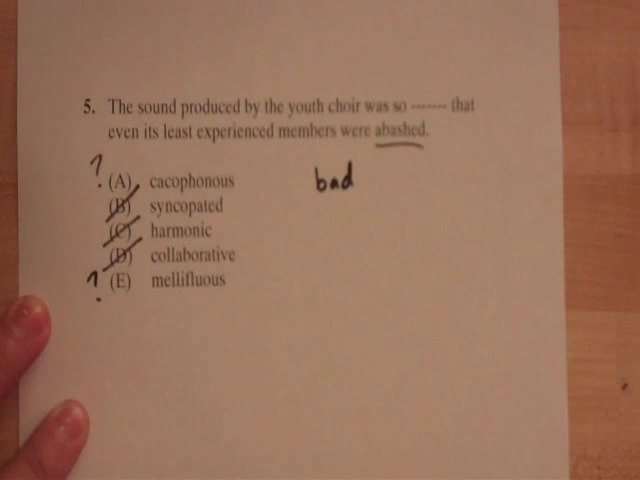 5. The sound produced by the youth choir was so ------- that
even its least experienced members were abashed.
? (A) cacophonous bad
(B) syncopated
(C) harmonic
(D) collaborative
? (E) mellifluous